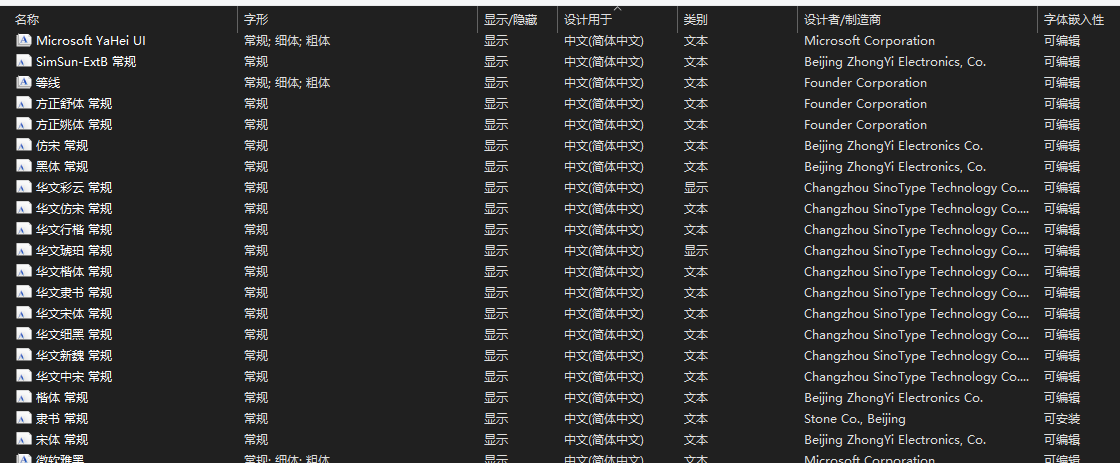 名称 字形 显示/隐藏 设计用于 类别 设计者/制造商 字体嵌入性
Microsoft YaHei UI 常规; 细体; 粗体 显示 中文(简体中文) 文本 Microsoft Corporation 可编辑
SimSun-ExtB 常规 常规 显示 中文(简体中文) 文本 Beijing ZhongYi Electronics, Co. 可编辑
等线 常规; 细体; 粗体 显示 中文(简体中文) 文本 Founder Corporation 可编辑
方正舒体 常规 常规 显示 中文(简体中文) 文本 Founder Corporation 可编辑
方正姚体 常规 常规 显示 中文(简体中文) 文本 Founder Corporation 可编辑
仿宋 常规 常规 显示 中文(简体中文) 文本 Beijing ZhongYi Electronics Co. 可编辑
黑体 常规 常规 显示 中文(简体中文) 文本 Beijing ZhongYi Electronics, Co. 可编辑
华文彩云 常规 常规 显示 中文(简体中文) 显示 Changzhou SinoType Technology Co.... 可编辑
华文仿宋 常规 常规 显示 中文(简体中文) 文本 Changzhou SinoType Technology Co.... 可编辑
华文行楷 常规 常规 显示 中文(简体中文) 文本 Changzhou SinoType Technology Co.... 可编辑
华文琥珀 常规 常规 显示 中文(简体中文) 显示 Changzhou SinoType Technology Co.... 可编辑
华文楷体 常规 常规 显示 中文(简体中文) 文本 Changzhou SinoType Technology Co.... 可编辑
华文隶书 常规 常规 显示 中文(简体中文) 文本 Changzhou SinoType Technology Co.... 可编辑
华文宋体 常规 常规 显示 中文(简体中文) 文本 Changzhou SinoType Technology Co.... 可编辑
华文细黑 常规 常规 显示 中文(简体中文) 文本 Changzhou SinoType Technology Co.... 可编辑
华文新魏 常规 常规 显示 中文(简体中文) 文本 Changzhou SinoType Technology Co.... 可编辑
华文中宋 常规 常规 显示 中文(简体中文) 文本 Changzhou SinoType Technology Co.... 可编辑
楷体 常规 常规 显示 中文(简体中文) 文本 Beijing ZhongYi Electronics Co. 可编辑
隶书 常规 常规 显示 中文(简体中文) 文本 Stone Co., Beijing 可安装
宋体 常规 常规 显示 中文(简体中文) 文本 Beijing ZhongYi Electronics, Co. 可编辑
微软雅黑 常规; 细体; 粗体 显示 中文(简体中文) 文本 Microsoft Corporation 可编辑